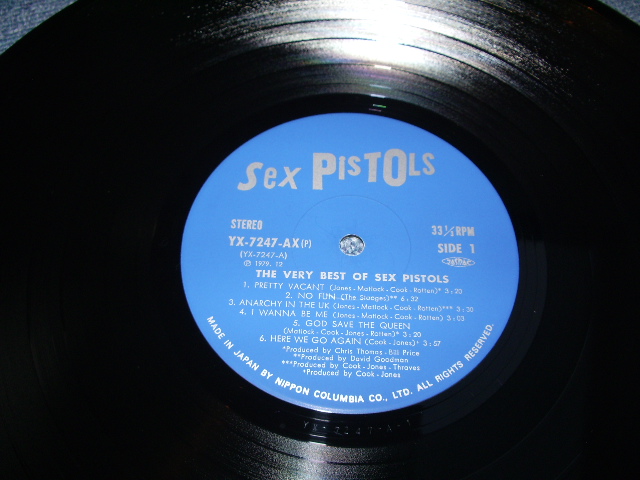 Sex PISTOLS
STEREO
33⅓RPM
YX-7247-AX(P)
SIDE 1
(YX-7247-A)
Ⓟ 1979. 12
THE VERY BEST OF SEX PISTOLS
1. PRETTY VACANT (Jones-Matlock-Cook-Rotten)* 3:20
2. NO FUN (The Stooges)** 6:32
3. ANARCHY IN THE UK (Jones-Matlock-Cook-Rotten)*** 3:30
4. I WANNA BE ME (Jones-Matlock-Cook-Rotten) 3:03
5. GOD SAVE THE QUEEN
(Matlock-Cook-Jones-Rotten)* 3:20
6. HERE WE GO AGAIN (Cook-Jones)* 3:57
*Produced by Chris Thomas-Bill Price
**Produced by David Goodman
***Produced by Cook-Jones-Thraves
*Produced by Cook-Jones
MADE IN JAPAN BY NIPPON COLUMBIA CO., LTD. ALL RIGHTS RESERVED.
YX-7247-A